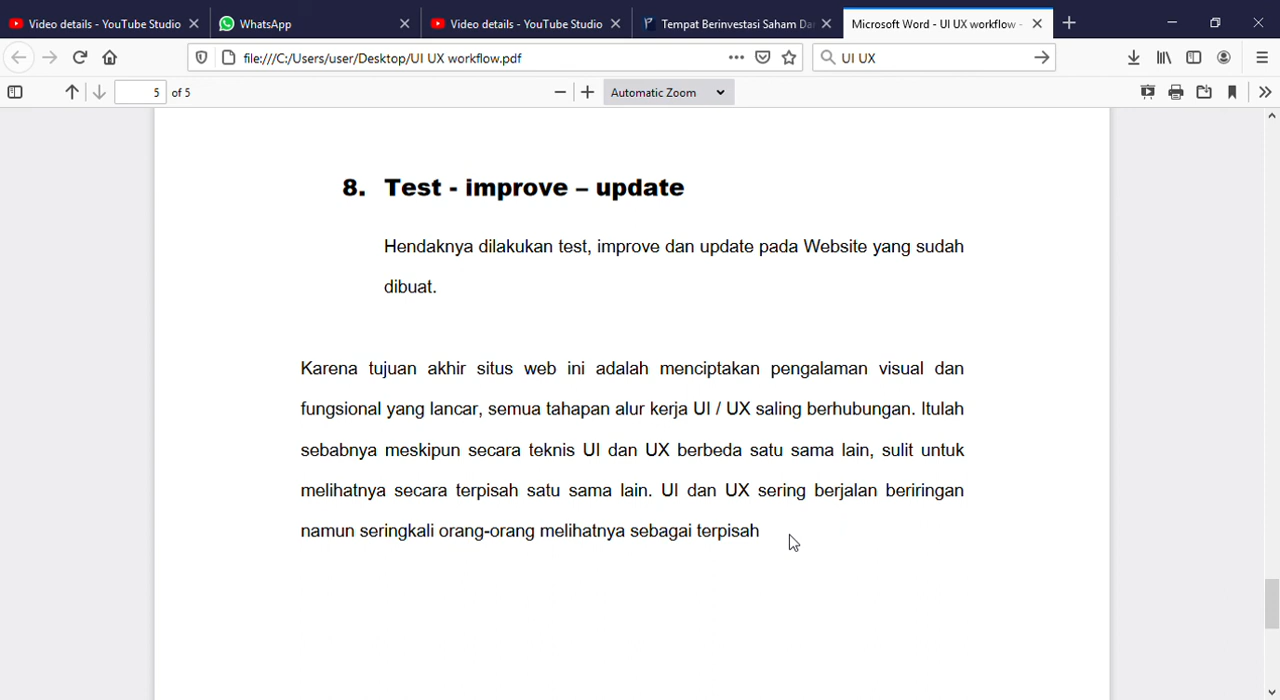 Video details - YouTube Studio
WhatsApp
Video details - YouTube Studio
Tempat Berinvestasi Saham Da
Microsoft Word - UI UX workflow -
file:///C:/Users/user/Desktop/UI UX workflow.pdf
UI UX
5 of 5
Automatic Zoom
8. Test - improve – update
Hendaknya dilakukan test, improve dan update pada Website yang sudah
dibuat.
Karena tujuan akhir situs web ini adalah menciptakan pengalaman visual dan
fungsional yang lancar, semua tahapan alur kerja UI / UX saling berhubungan. Itulah
sebabnya meskipun secara teknis UI dan UX berbeda satu sama lain, sulit untuk
melihatnya secara terpisah satu sama lain. UI dan UX sering berjalan beriringan
namun seringkali orang-orang melihatnya sebagai terpisah